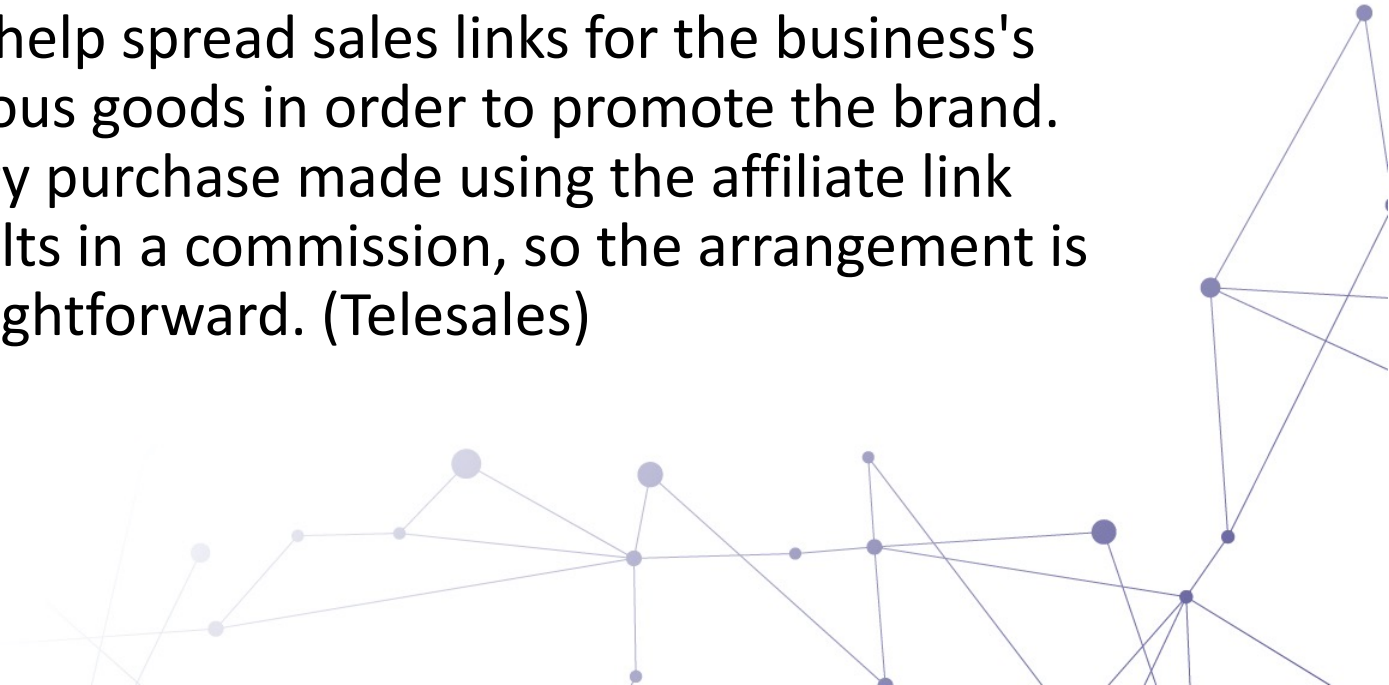 help spread sales links for the business's
ous goods in order to promote the brand.
y purchase made using the affiliate link
lts in a commission, so the arrangement is
ghtforward. (Telesales)